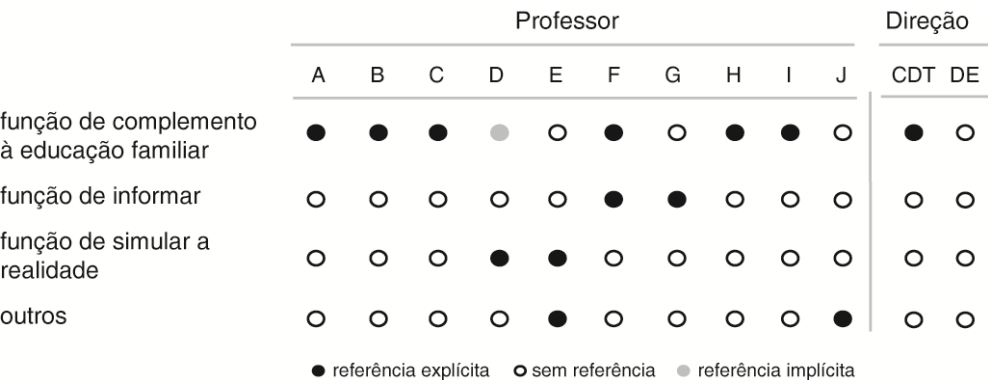 Professor Direção
A B C D E F G H I J CDT DE
função de complemento
à educação familiar
função de informar
função de simular a
realidade
outros
referência explícita sem referência referência implícita